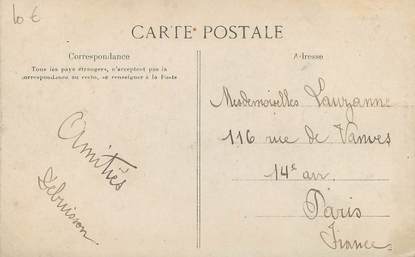 10 €
CARTE POSTALE
Correspondance
Tous les pays étrangers, n'acceptent pas la
correspondance au recto, se renseigner à la Poste
Adresse
Amitiés
Mesdemoiselles Lauzanne
116 rue de Vanves
14e arr.
Paris
France